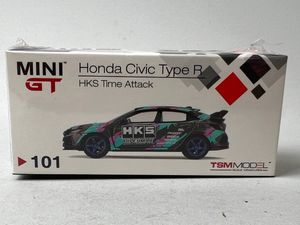 MINI GT
Honda Civic Type R
HKS Time Attack
HKS
101
TSMMODEL